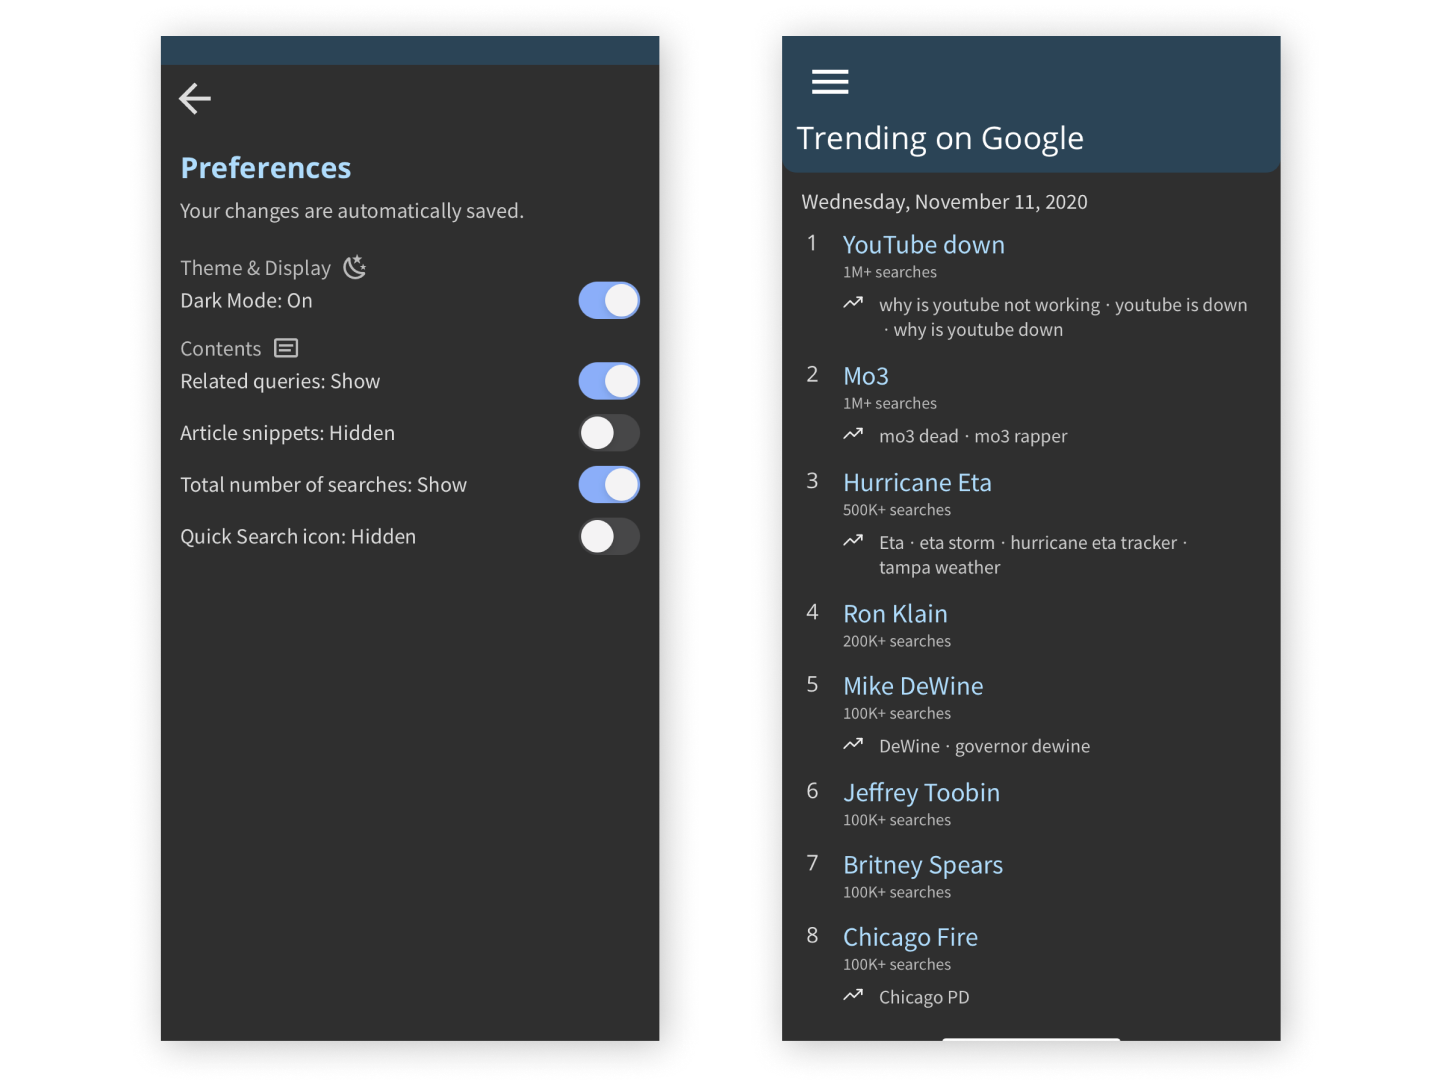 Preferences
Your changes are automatically saved.
Theme & Display
Dark Mode: On
Contents
Related queries: Show
Article snippets: Hidden
Total number of searches: Show
Quick Search icon: Hidden
Trending on Google
Wednesday, November 11, 2020
1 YouTube down
1M+ searches
why is youtube not working · youtube is down
· why is youtube down
2 Mo3
1M+ searches
mo3 dead · mo3 rapper
3 Hurricane Eta
500K+ searches
Eta · eta storm · hurricane eta tracker ·
tampa weather
4 Ron Klain
200K+ searches
5 Mike DeWine
100K+ searches
DeWine · governor dewine
6 Jeffrey Toobin
100K+ searches
7 Britney Spears
100K+ searches
8 Chicago Fire
100K+ searches
Chicago PD